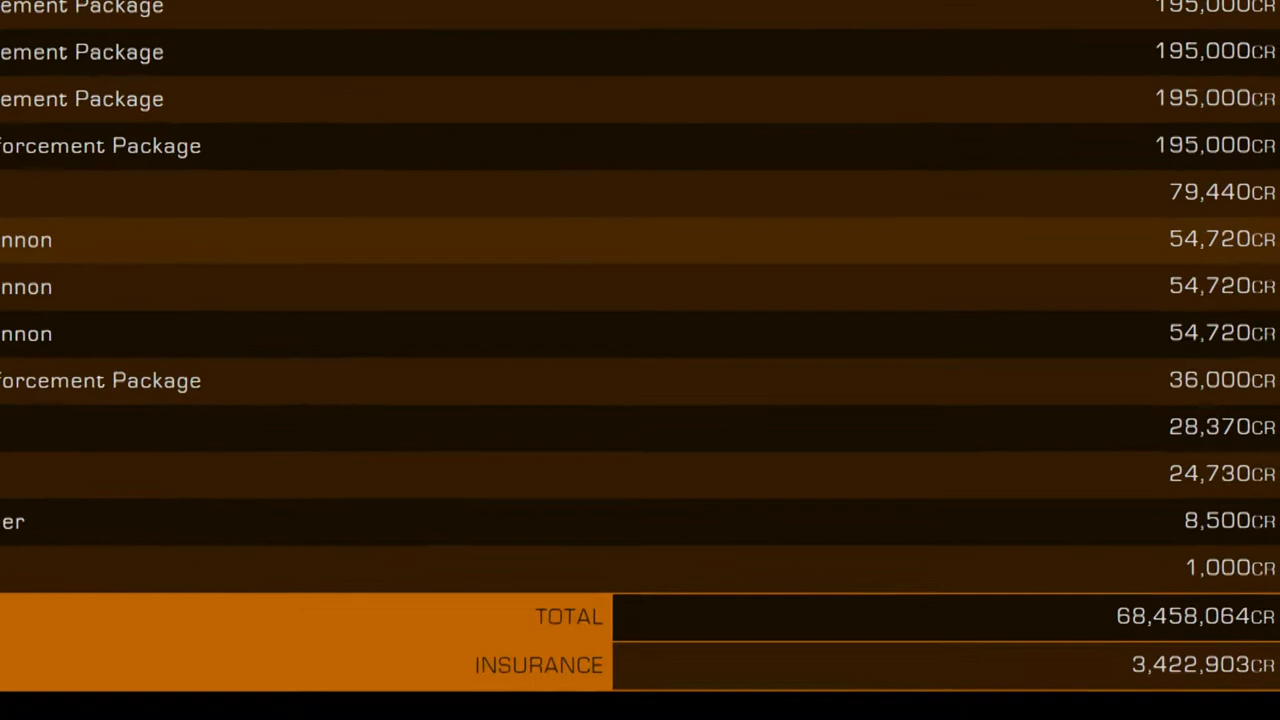 ement Package 195,000CR
ement Package 195,000CR
ement Package 195,000CR
forcement Package 195,000CR
79,440CR
nnon 54,720CR
nnon 54,720CR
nnon 54,720CR
forcement Package 36,000CR
28,370CR
24,730CR
er 8,500CR
1,000CR
TOTAL 68,458,064CR
INSURANCE 3,422,903CR